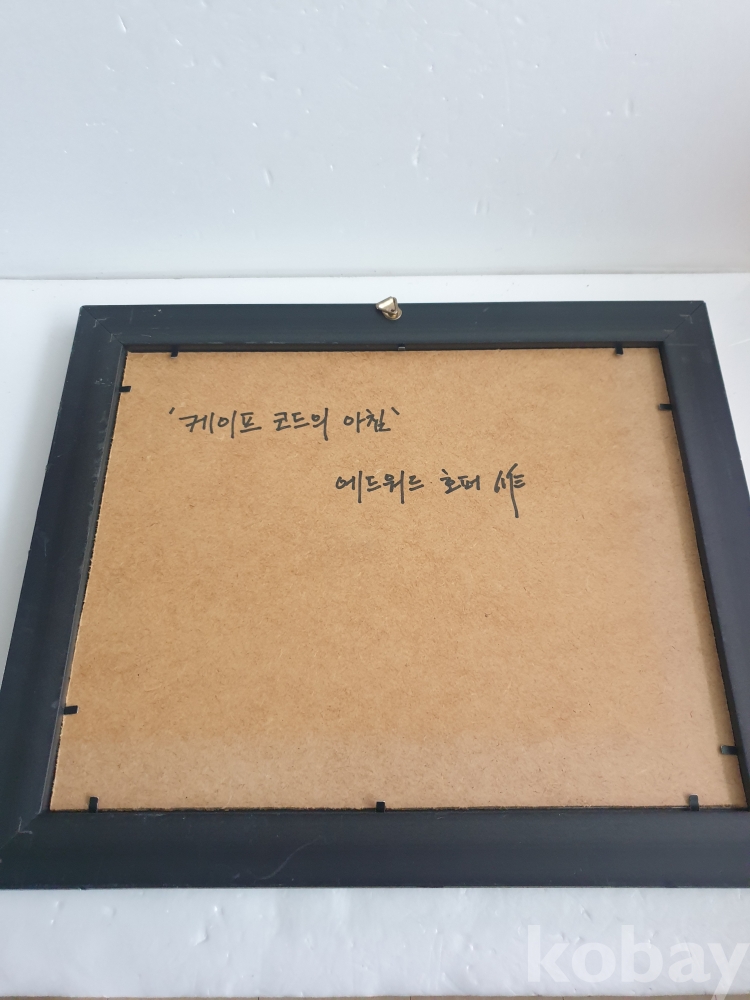 '케이프 코드의 아침'
에드워드 호퍼 作
kobay